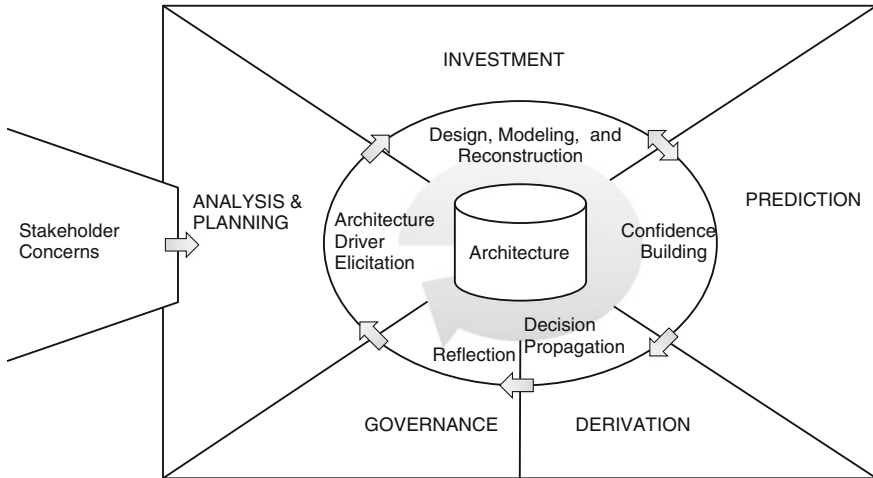 INVESTMENT
Design, Modeling, and
Reconstruction
ANALYSIS &
PLANNING
PREDICTION
Stakeholder
Concerns
Architecture
Driver
Elicitation
Architecture
Confidence
Building
Decision
Propagation
Reflection
GOVERNANCE
DERIVATION